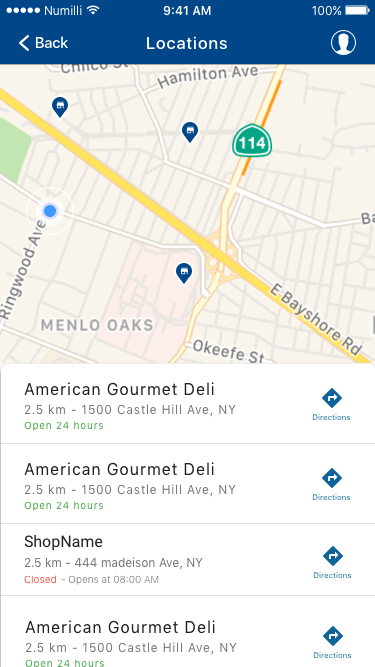 Numilli 9:41 AM 100%
Back Locations
Chilco St
Hamilton Ave
114
Ringwood Ave
Ba
MENLO OAKS
E Bayshore Rd
Okeefe St
American Gourmet Deli
2.5 km - 1500 Castle Hill Ave, NY
Open 24 hours
Directions
American Gourmet Deli
2.5 km - 1500 Castle Hill Ave, NY
Open 24 hours
Directions
ShopName
2.5 km - 444 madeison Ave, NY
Closed - Opens at 08:00 AM
Directions
American Gourmet Deli
2.5 km - 1500 Castle Hill Ave, NY
Open 24 hours
Directions